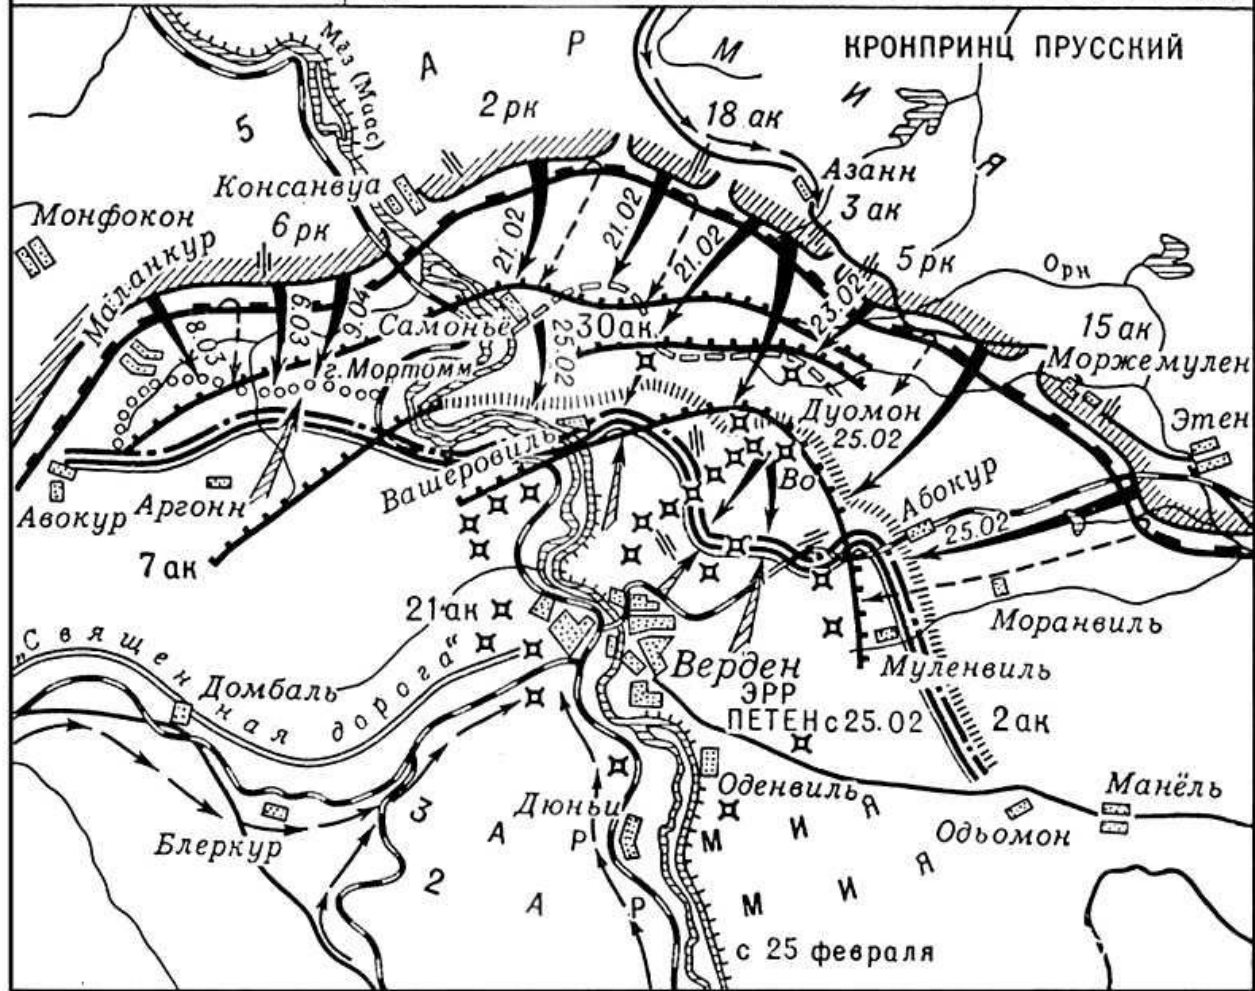 КРОНПРИНЦ ПРУССКИЙ
5 АРМИЯ
Мёз (Маас)
2 рк
18 ак
Азанн
3 ак
Консанвуа
6 рк
Монфокон
Маланкур
5 рк
Орн
15 ак
Моржемулен
Этен
21.02
21.02
21.02
23.02
8.03
6.03
9.04
Самоньё
30 ак
25.02
г. Мортомм
Дуомон
25.02
Во
Вашеровиль
Абокур
25.02
Авокур
Аргонн
7 ак
21 ак
Моранвиль
Муленвиль
"Священная дорога"
Домбаль
Верден
ЭРР
ПЕТЕН с 25.02
2 ак
Блеркур
Дюньи
Оденвиль
Манёль
Одьомон
3 АРМИЯ
2 АРМИЯ
с 25 февраля